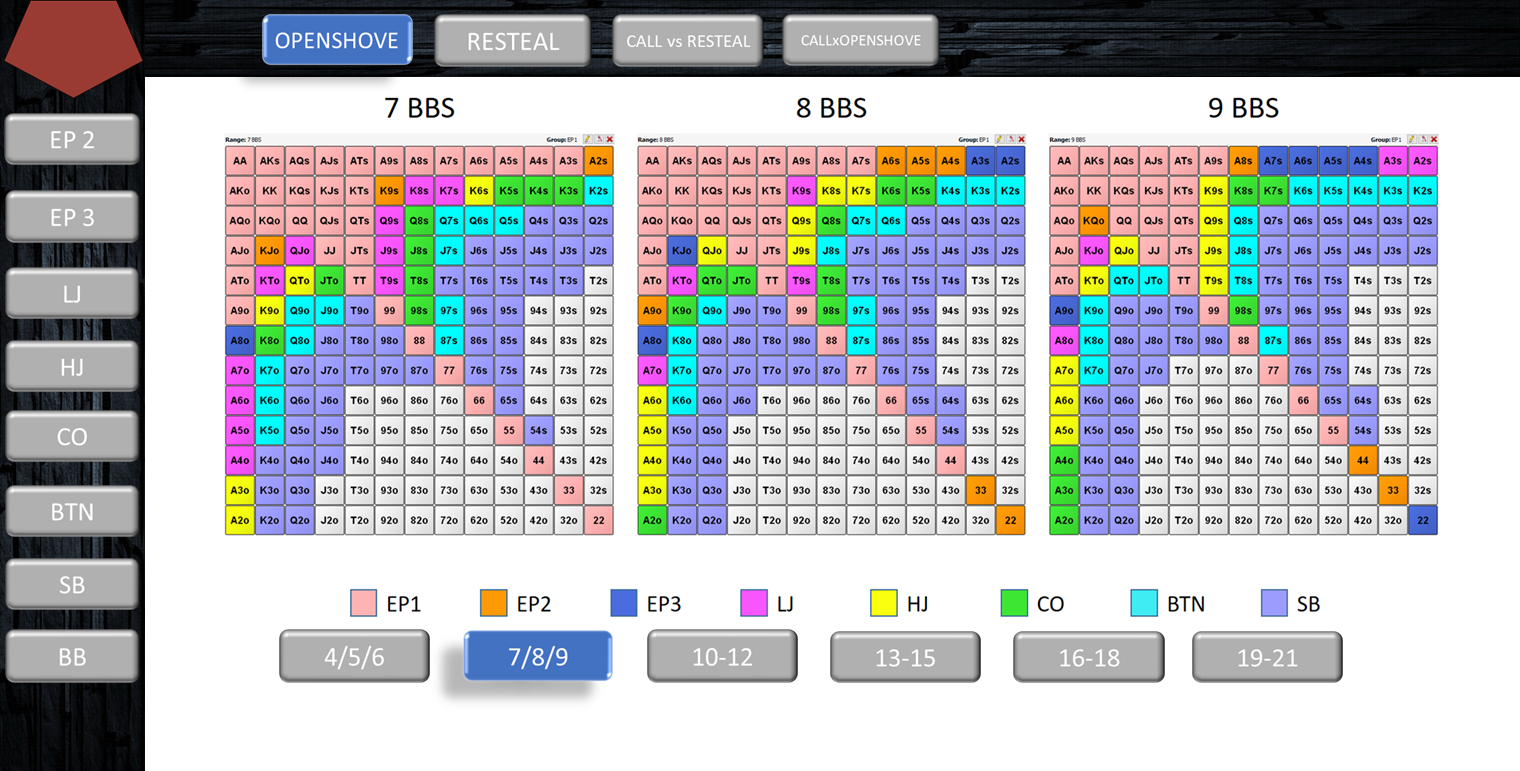 OPENSHOVE RESTEAL CALL vs RESTEAL CALLxOPENSHOVE
EP 2
EP 3
LJ
HJ
CO
BTN
SB
BB
7 BBS
Range: 7 BBS Group: EP1
AA AKs AQs AJs ATs A9s A8s A7s A6s A5s A4s A3s A2s
AKo KK KQs KJs KTs K9s K8s K7s K6s K5s K4s K3s K2s
AQo KQo QQ QJs QTs Q9s Q8s Q7s Q6s Q5s Q4s Q3s Q2s
AJo KJo QJo JJ JTs J9s J8s J7s J6s J5s J4s J3s J2s
ATo KTo QTo JTo TT T9s T8s T7s T6s T5s T4s T3s T2s
A9o K9o Q9o J9o T9o 99 98s 97s 96s 95s 94s 93s 92s
A8o K8o Q8o J8o T8o 98o 88 87s 86s 85s 84s 83s 82s
A7o K7o Q7o J7o T7o 97o 87o 77 76s 75s 74s 73s 72s
A6o K6o Q6o J6o T6o 96o 86o 76o 66 65s 64s 63s 62s
A5o K5o Q5o J5o T5o 95o 85o 75o 65o 55 54s 53s 52s
A4o K4o Q4o J4o T4o 94o 84o 74o 64o 54o 44 43s 42s
A3o K3o Q3o J3o T3o 93o 83o 73o 63o 53o 43o 33 32s
A2o K2o Q2o J2o T2o 92o 82o 72o 62o 52o 42o 32o 22
8 BBS
Range: 8 BBS Group: EP1
AA AKs AQs AJs ATs A9s A8s A7s A6s A5s A4s A3s A2s
AKo KK KQs KJs KTs K9s K8s K7s K6s K5s K4s K3s K2s
AQo KQo QQ QJs QTs Q9s Q8s Q7s Q6s Q5s Q4s Q3s Q2s
AJo KJo QJo JJ JTs J9s J8s J7s J6s J5s J4s J3s J2s
ATo KTo QTo JTo TT T9s T8s T7s T6s T5s T4s T3s T2s
A9o K9o Q9o J9o T9o 99 98s 97s 96s 95s 94s 93s 92s
A8o K8o Q8o J8o T8o 98o 88 87s 86s 85s 84s 83s 82s
A7o K7o Q7o J7o T7o 97o 87o 77 76s 75s 74s 73s 72s
A6o K6o Q6o J6o T6o 96o 86o 76o 66 65s 64s 63s 62s
A5o K5o Q5o J5o T5o 95o 85o 75o 65o 55 54s 53s 52s
A4o K4o Q4o J4o T4o 94o 84o 74o 64o 54o 44 43s 42s
A3o K3o Q3o J3o T3o 93o 83o 73o 63o 53o 43o 33 32s
A2o K2o Q2o J2o T2o 92o 82o 72o 62o 52o 42o 32o 22
9 BBS
Range: 9 BBS Group: EP1
AA AKs AQs AJs ATs A9s A8s A7s A6s A5s A4s A3s A2s
AKo KK KQs KJs KTs K9s K8s K7s K6s K5s K4s K3s K2s
AQo KQo QQ QJs QTs Q9s Q8s Q7s Q6s Q5s Q4s Q3s Q2s
AJo KJo QJo JJ JTs J9s J8s J7s J6s J5s J4s J3s J2s
ATo KTo QTo JTo TT T9s T8s T7s T6s T5s T4s T3s T2s
A9o K9o Q9o J9o T9o 99 98s 97s 96s 95s 94s 93s 92s
A8o K8o Q8o J8o T8o 98o 88 87s 86s 85s 84s 83s 82s
A7o K7o Q7o J7o T7o 97o 87o 77 76s 75s 74s 73s 72s
A6o K6o Q6o J6o T6o 96o 86o 76o 66 65s 64s 63s 62s
A5o K5o Q5o J5o T5o 95o 85o 75o 65o 55 54s 53s 52s
A4o K4o Q4o J4o T4o 94o 84o 74o 64o 54o 44 43s 42s
A3o K3o Q3o J3o T3o 93o 83o 73o 63o 53o 43o 33 32s
A2o K2o Q2o J2o T2o 92o 82o 72o 62o 52o 42o 32o 22
EP1 EP2 EP3 LJ HJ CO BTN SB
4/5/6 7/8/9 10-12 13-15 16-18 19-21